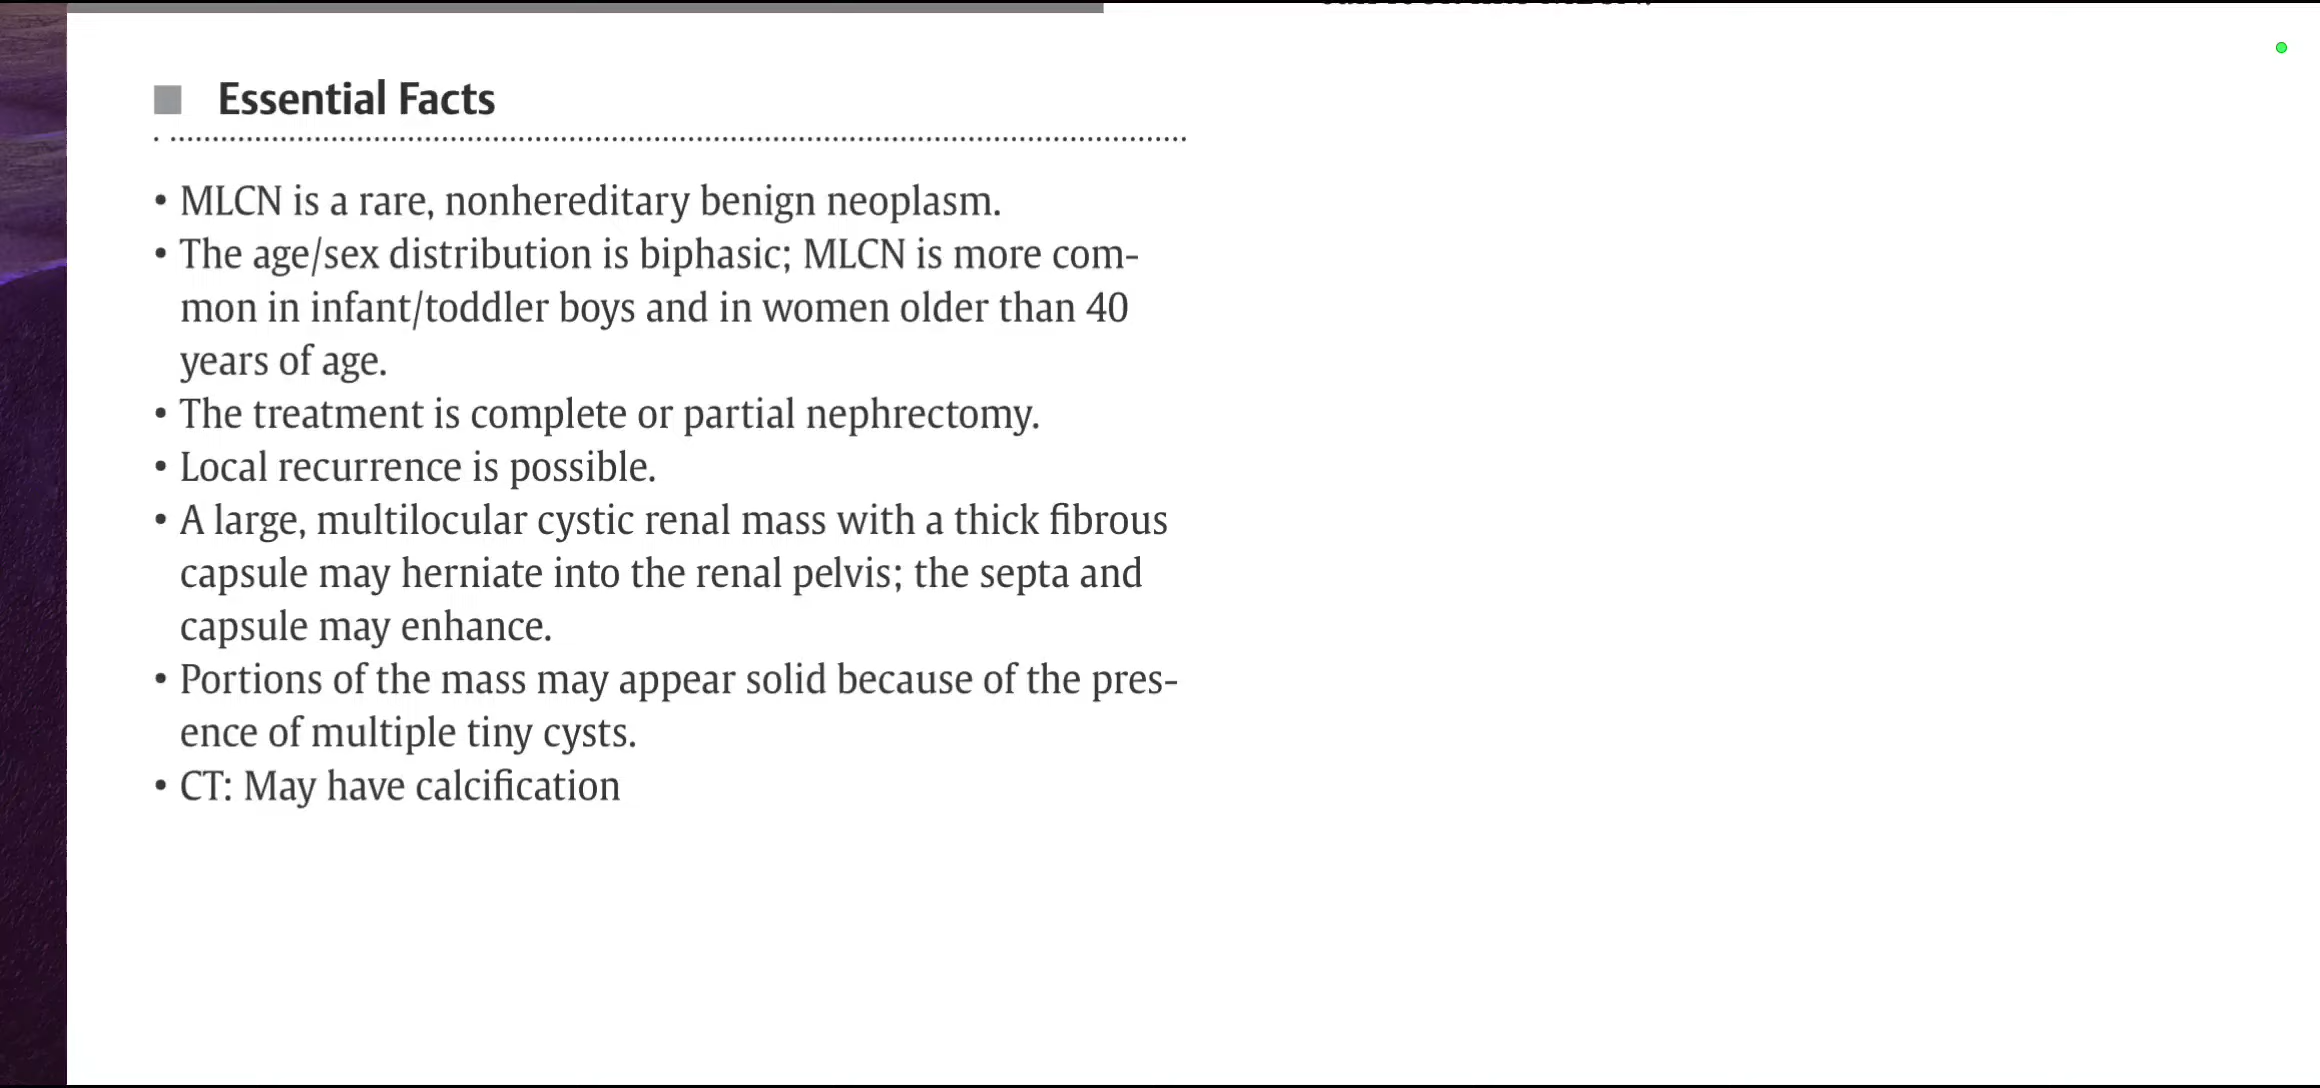 Essential Facts
• MLCN is a rare, nonhereditary benign neoplasm.
• The age/sex distribution is biphasic; MLCN is more com-
mon in infant/toddler boys and in women older than 40
years of age.
• The treatment is complete or partial nephrectomy.
• Local recurrence is possible.
• A large, multilocular cystic renal mass with a thick fibrous
capsule may herniate into the renal pelvis; the septa and
capsule may enhance.
• Portions of the mass may appear solid because of the pres-
ence of multiple tiny cysts.
• CT: May have calcification